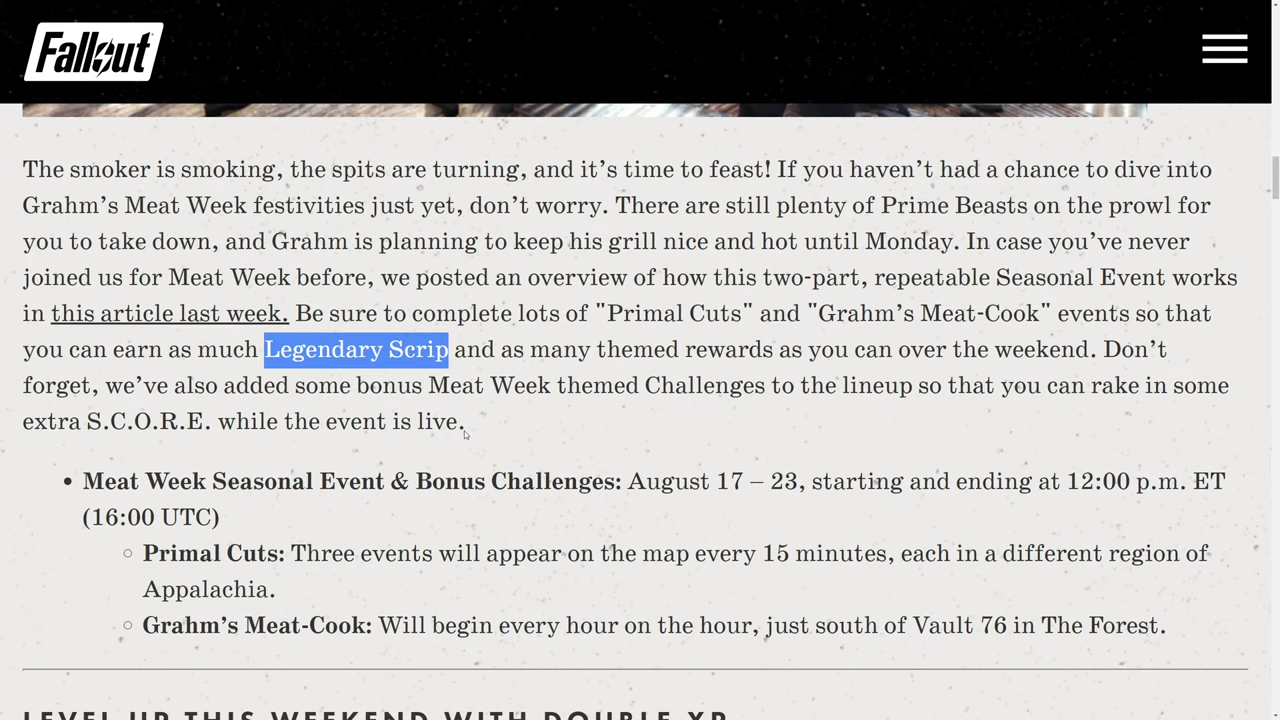 Fallout
The smoker is smoking, the spits are turning, and it’s time to feast! If you haven’t had a chance to dive into
Grahm’s Meat Week festivities just yet, don’t worry. There are still plenty of Prime Beasts on the prowl for
you to take down, and Grahm is planning to keep his grill nice and hot until Monday. In case you’ve never
joined us for Meat Week before, we posted an overview of how this two-part, repeatable Seasonal Event works
in this article last week. Be sure to complete lots of "Primal Cuts" and "Grahm’s Meat-Cook" events so that
you can earn as much Legendary Scrip and as many themed rewards as you can over the weekend. Don’t
forget, we’ve also added some bonus Meat Week themed Challenges to the lineup so that you can rake in some
extra S.C.O.R.E. while the event is live.
• Meat Week Seasonal Event & Bonus Challenges: August 17 – 23, starting and ending at 12:00 p.m. ET
(16:00 UTC)
○ Primal Cuts: Three events will appear on the map every 15 minutes, each in a different region of
Appalachia.
○ Grahm’s Meat-Cook: Will begin every hour on the hour, just south of Vault 76 in The Forest.
LEVEL UP THIS WEEKEND WITH DOUBLE XP